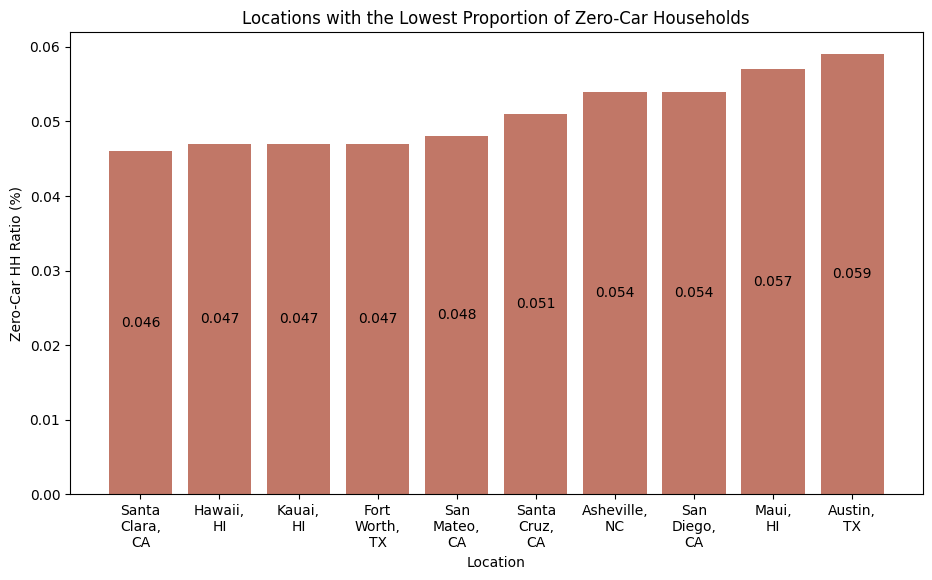 Locations with the Lowest Proportion of Zero-Car Households
Zero-Car HH Ratio (%)
0.06
0.05
0.04
0.03
0.02
0.01
0.00
0.046
0.047
0.047
0.047
0.048
0.051
0.054
0.054
0.057
0.059
Santa
Clara,
CA
Hawaii,
HI
Kauai,
HI
Fort
Worth,
TX
San
Mateo,
CA
Santa
Cruz,
CA
Asheville,
NC
San
Diego,
CA
Maui,
HI
Austin,
TX
Location